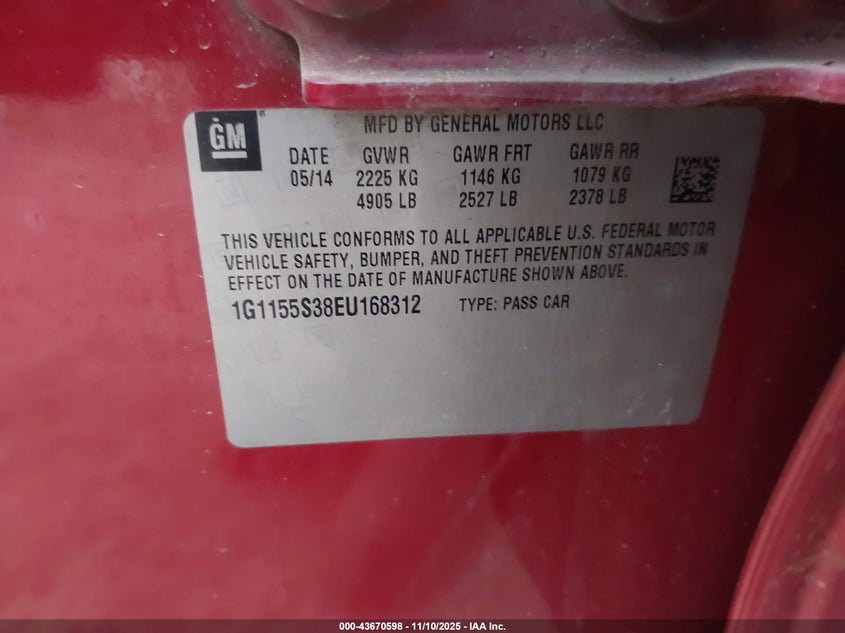 GM
MFD BY GENERAL MOTORS LLC
DATE GVWR GAWR FRT GAWR RR
05/14 2225 KG 1146 KG 1079 KG
4905 LB 2527 LB 2378 LB
THIS VEHICLE CONFORMS TO ALL APPLICABLE U.S. FEDERAL MOTOR
VEHICLE SAFETY, BUMPER, AND THEFT PREVENTION STANDARDS IN
EFFECT ON THE DATE OF MANUFACTURE SHOWN ABOVE.
1G1155S38EU168312 TYPE: PASS CAR
000-43670598 - 11/10/2025 - IAA Inc.